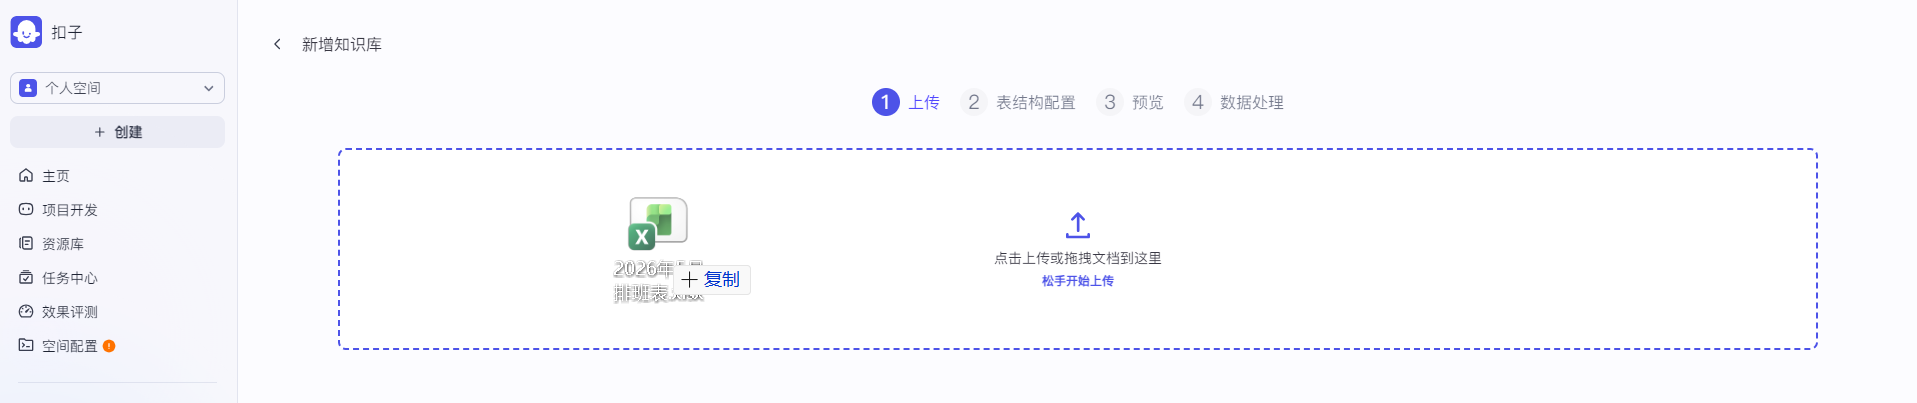 扣子
个人空间
+ 创建
主页
项目开发
资源库
任务中心
效果评测
空间配置
新增知识库
1 上传 2 表结构配置 3 预览 4 数据处理
2026年
排班表
+ 复制
点击上传或拖拽文档到这里
松手开始上传